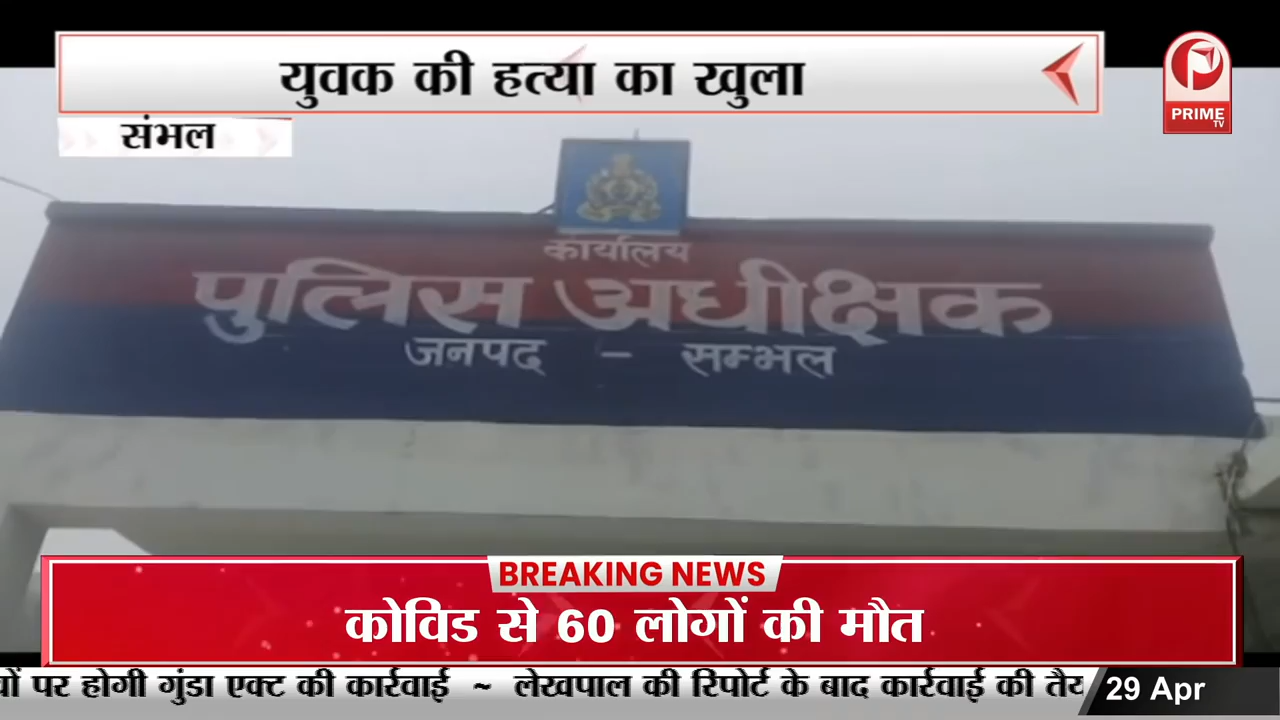 युवक की हत्या का खुला
संभल
PRIME
TV
कार्यालय
पुलिस अधीक्षक
जनपद - सम्भल
BREAKING NEWS
कोविड से 60 लोगों की मौत
पर होगी गुंडा एक्ट की कार्रवाई ~ लेखपाल की रिपोर्ट के बाद कार्रवाई की
29 Apr